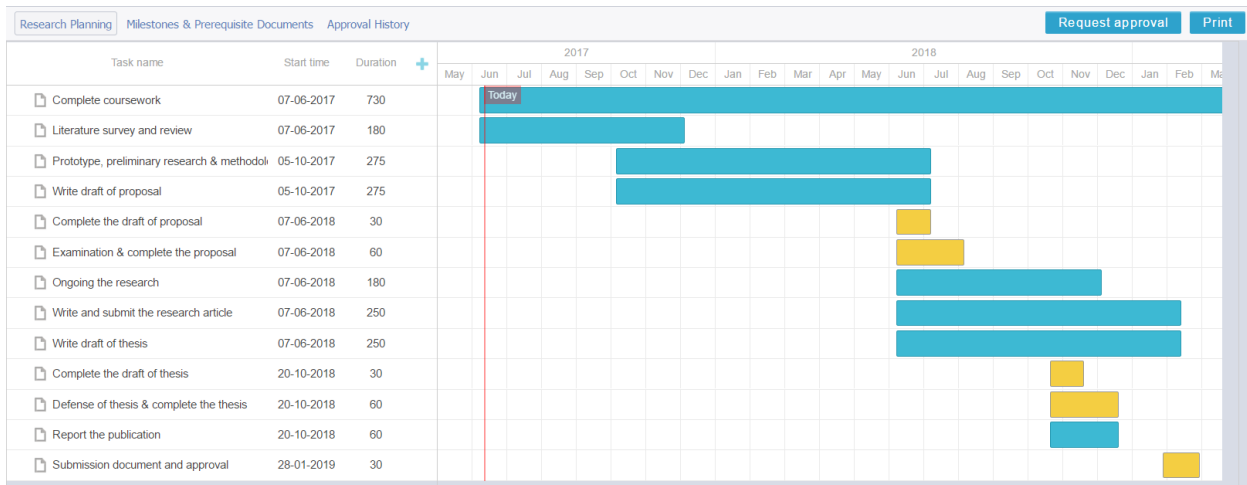 Research Planning Milestones & Prerequisite Documents Approval History Request approval Print
Task name Start time Duration + 2017 2018
May Jun Jul Aug Sep Oct Nov Dec Jan Feb Mar Apr May Jun Jul Aug Sep Oct Nov Dec Jan Feb Ma
Today
Complete coursework 07-06-2017 730
Literature survey and review 07-06-2017 180
Prototype, preliminary research & methodol 05-10-2017 275
Write draft of proposal 05-10-2017 275
Complete the draft of proposal 07-06-2018 30
Examination & complete the proposal 07-06-2018 60
Ongoing the research 07-06-2018 180
Write and submit the research article 07-06-2018 250
Write draft of thesis 07-06-2018 250
Complete the draft of thesis 20-10-2018 30
Defense of thesis & complete the thesis 20-10-2018 60
Report the publication 20-10-2018 60
Submission document and approval 28-01-2019 30